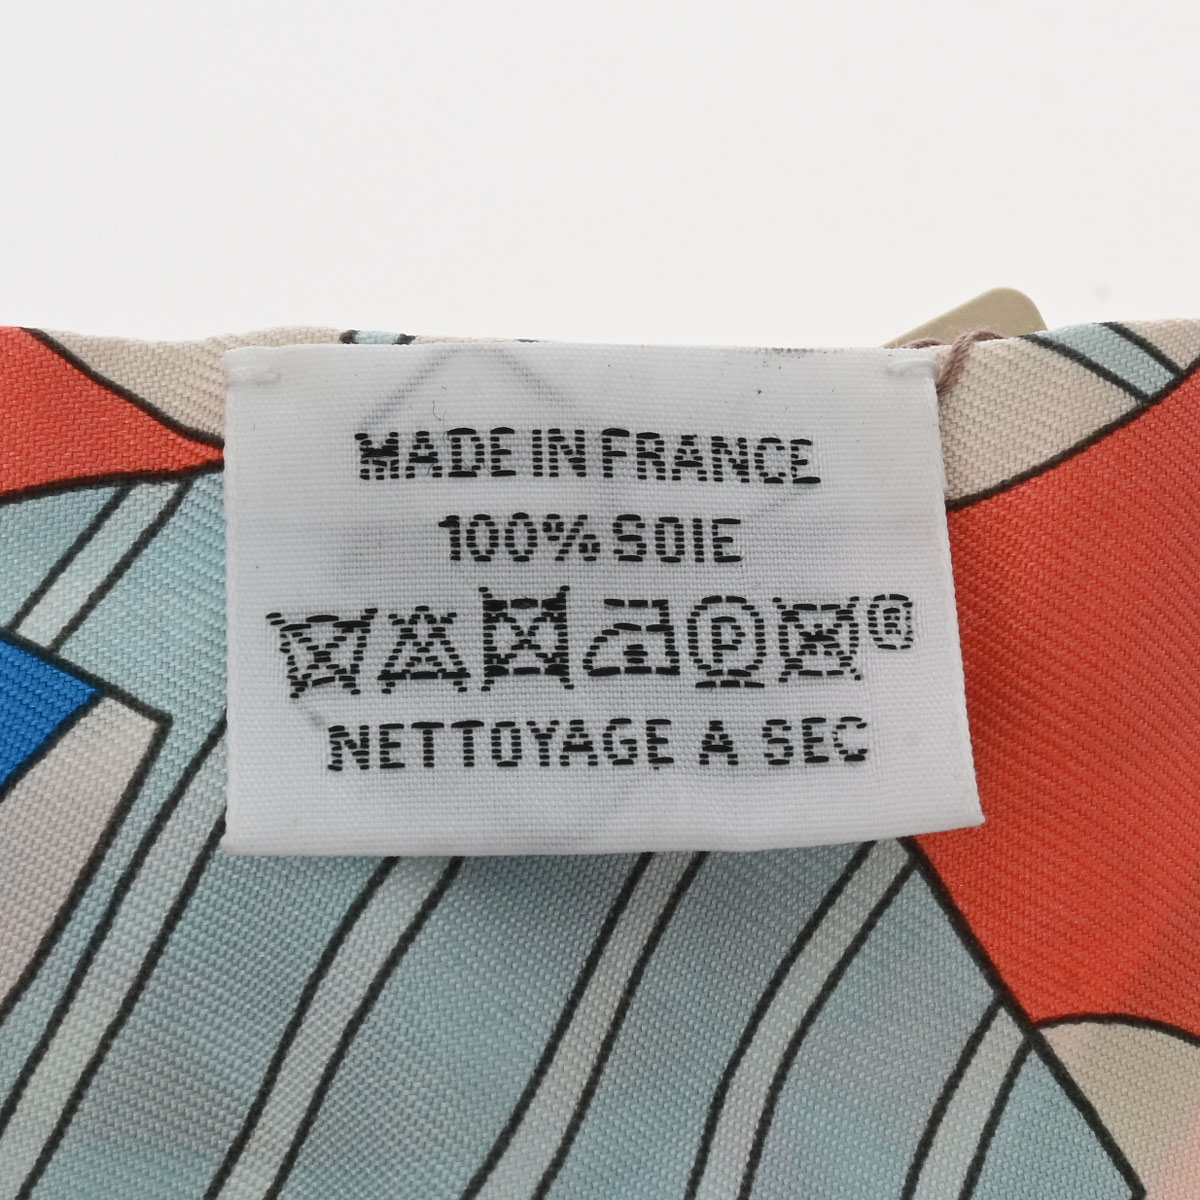 MADE IN FRANCE
100% SOIE
P ®
NETTOYAGE A SEC